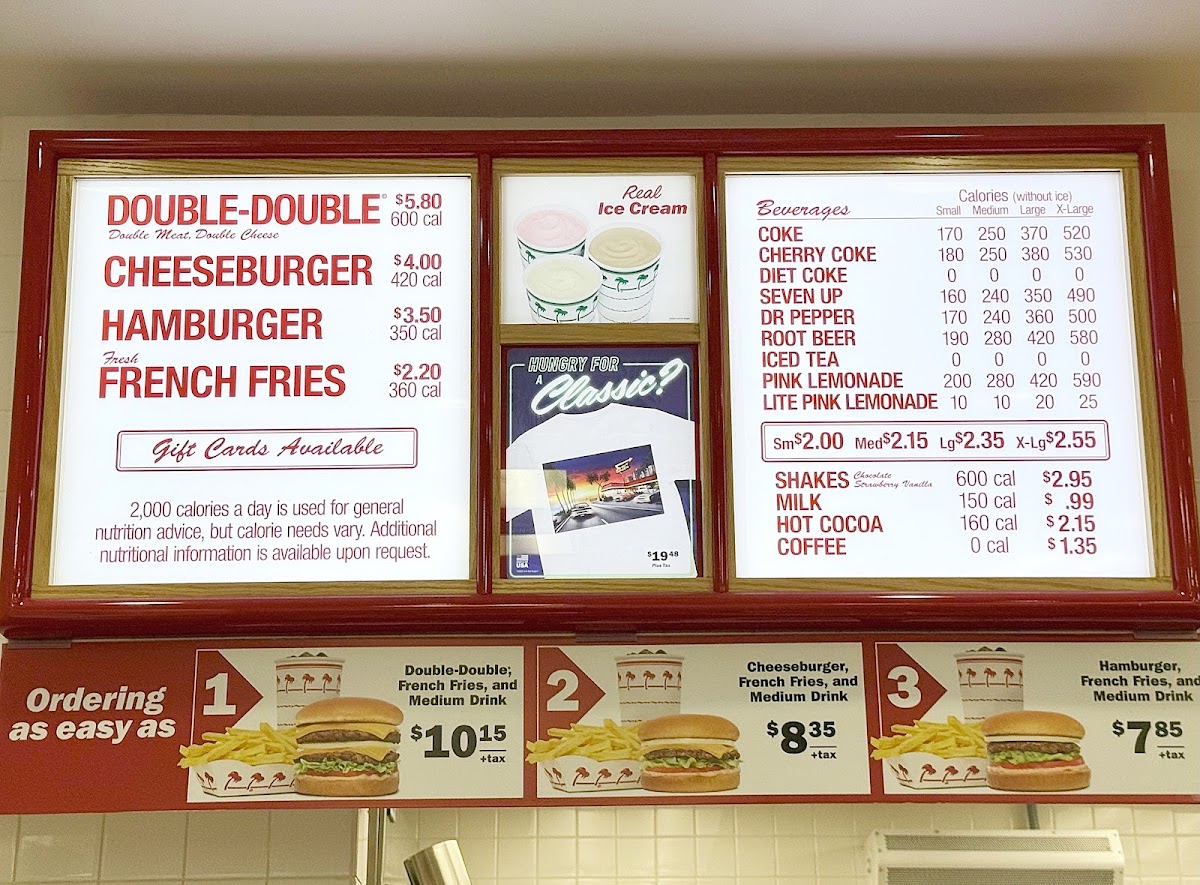 DOUBLE-DOUBLE® $5.80
Double Meat, Double Cheese 600 cal
CHEESEBURGER $4.00
420 cal
HAMBURGER $3.50
350 cal
Fresh
FRENCH FRIES $2.20
360 cal
Gift Cards Available
2,000 calories a day is used for general
nutrition advice, but calorie needs vary. Additional
nutritional information is available upon request.
Real
Ice Cream
HUNGRY FOR
A
Classic?
USA
$19.48
Plus Tax
Calories (without ice)
Beverages Small Medium Large X-Large
COKE 170 250 370 520
CHERRY COKE 180 250 380 530
DIET COKE 0 0 0 0
SEVEN UP 160 240 350 490
DR PEPPER 170 240 360 500
ROOT BEER 190 280 420 580
ICED TEA 0 0 0 0
PINK LEMONADE 200 280 420 590
LITE PINK LEMONADE 10 10 20 25
Sm$2.00 Med$2.15 Lg$2.35 X-Lg$2.55
SHAKES Chocolate Strawberry Vanilla 600 cal $2.95
MILK 150 cal $ .99
HOT COCOA 160 cal $2.15
COFFEE 0 cal $1.35
Ordering
as easy as
1
Double-Double,
French Fries, and
Medium Drink
$10.15
+tax
2
Cheeseburger,
French Fries, and
Medium Drink
$8.35
+tax
3
Hamburger,
French Fries, and
Medium Drink
$7.85
+tax